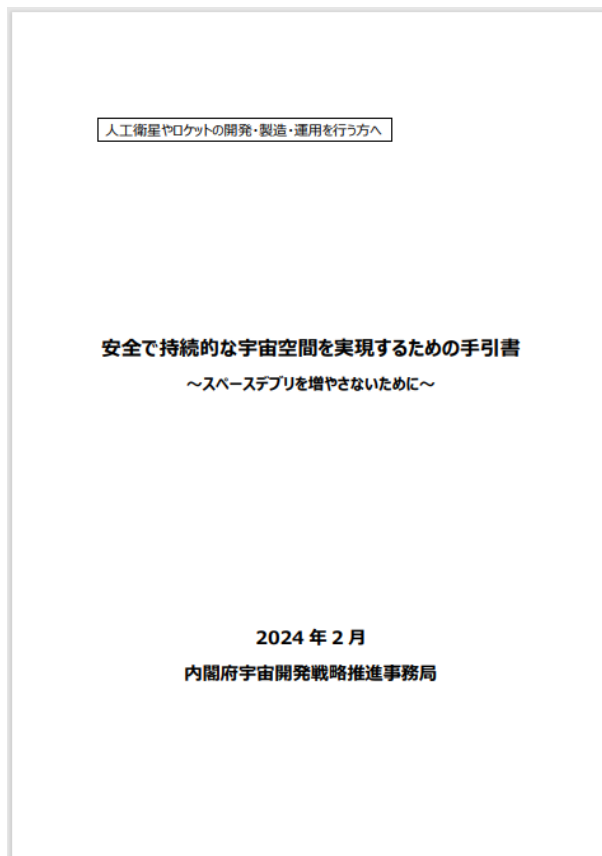 人工衛星やロケットの開発・製造・運用を行う方へ
安全で持続的な宇宙空間を実現するための手引書
～スペースデブリを増やさないために～
2024 年 2 月
内閣府宇宙開発戦略推進事務局